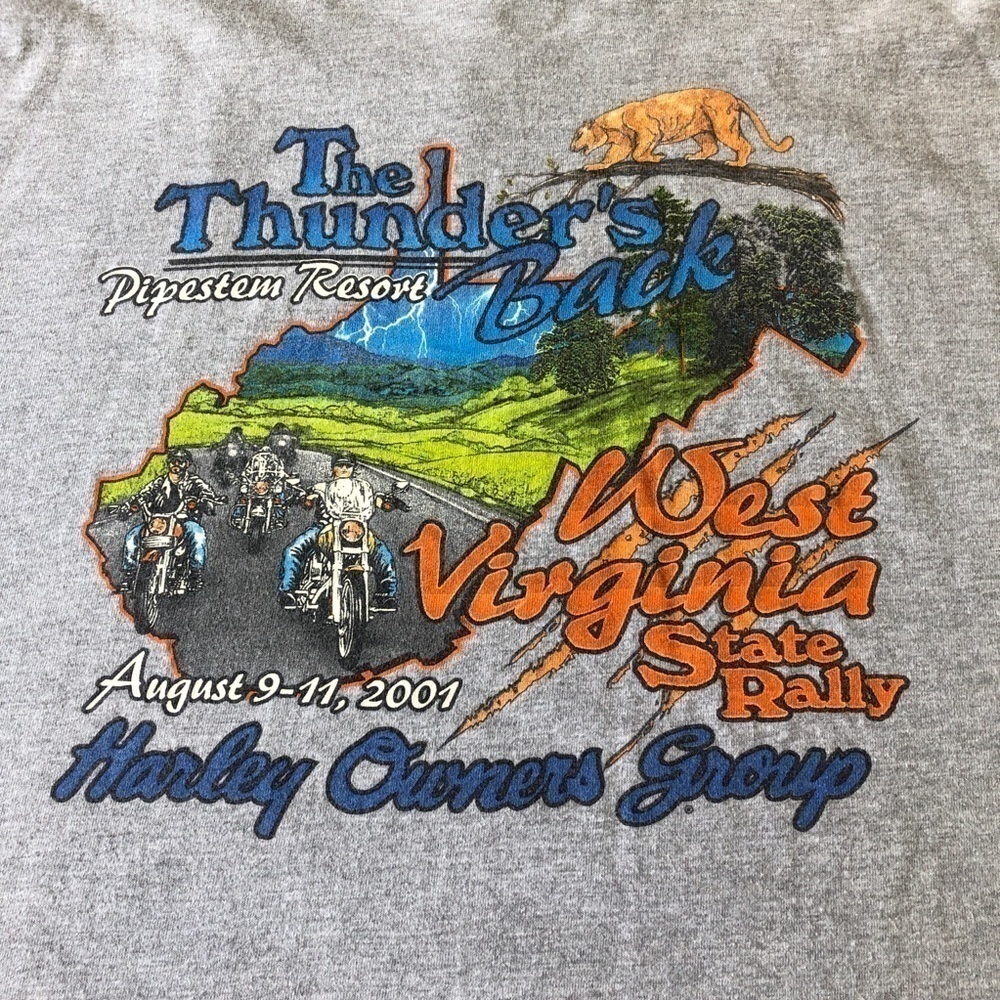 The
Thunder's
Back
Pipestem Resort
West
Virginia
State
Rally
August 9-11, 2001
Harley Owners Group